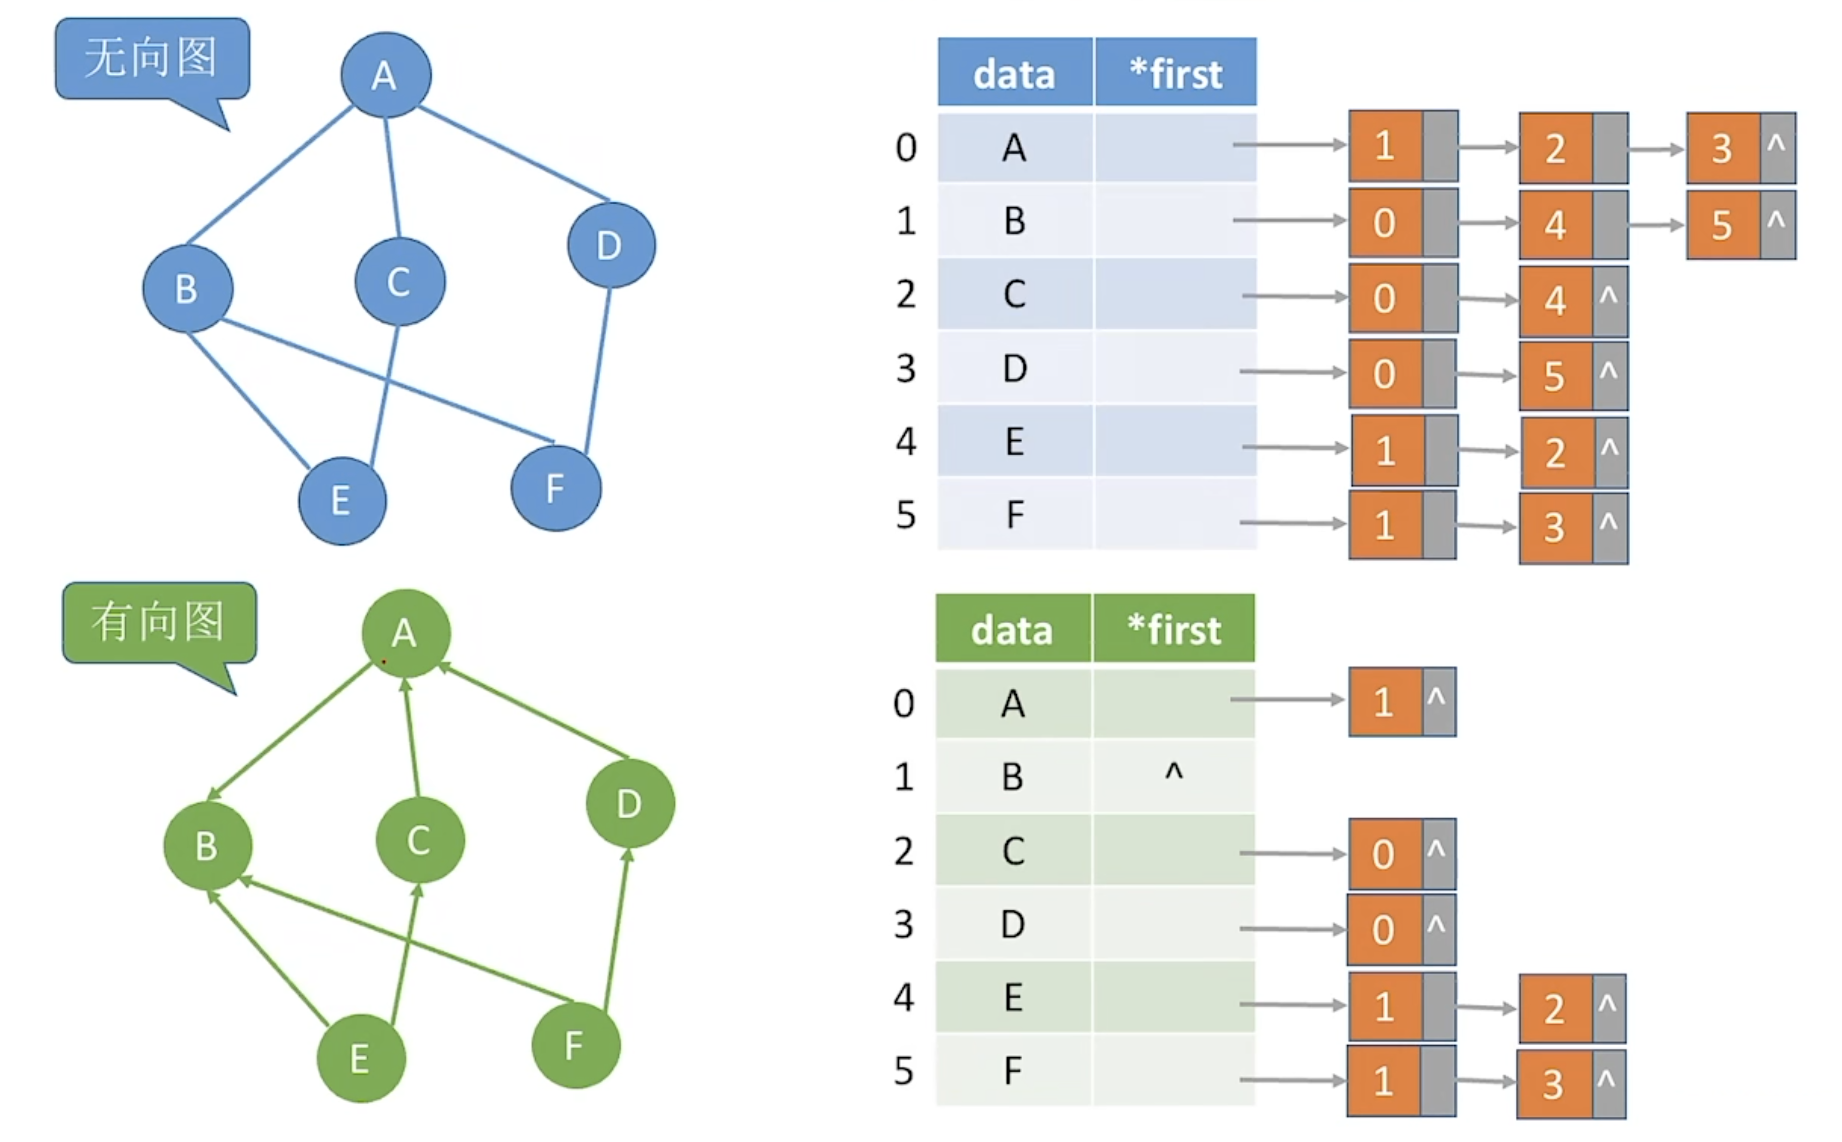 无向图
A
B
C
D
E
F
data *first
0 A 1 2 3 ^
1 B 0 4 5 ^
2 C 0 4 ^
3 D 0 5 ^
4 E 1 2 ^
5 F 1 3 ^
有向图
A
B
C
D
E
F
data *first
0 A 1 ^
1 B ^
2 C 0 ^
3 D 0 ^
4 E 1 2 ^
5 F 1 3 ^